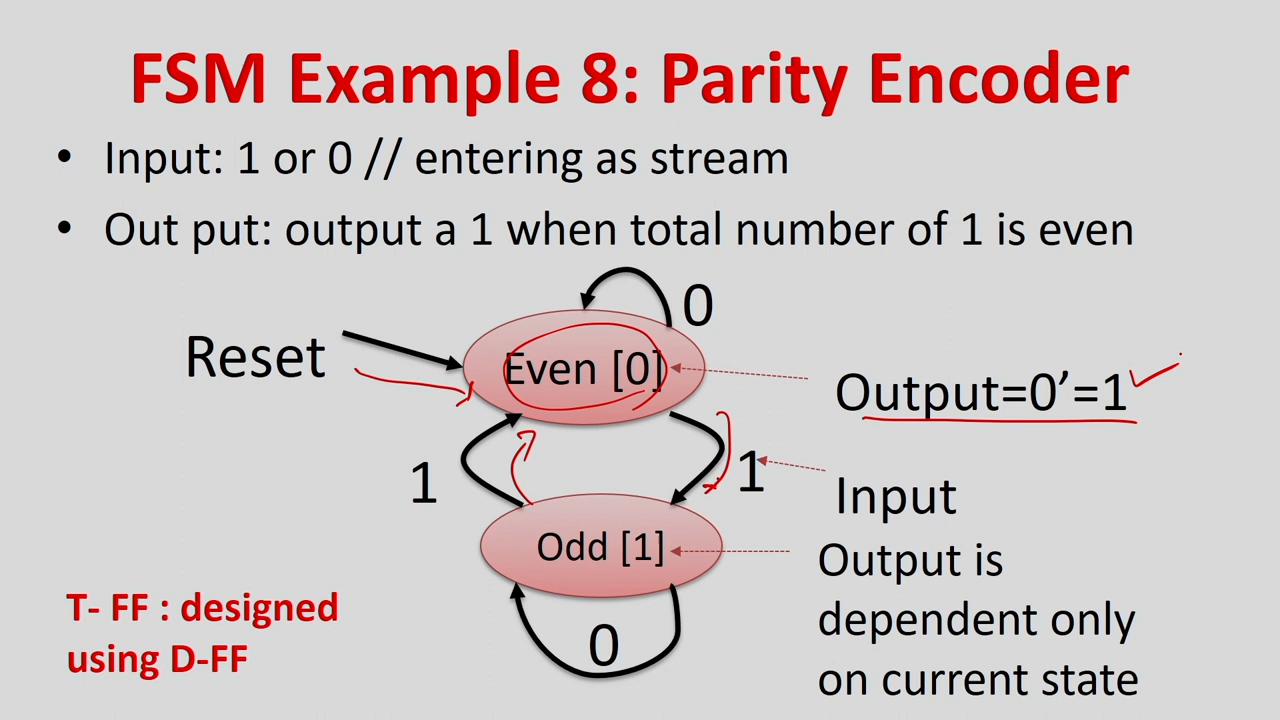 FSM Example 8: Parity Encoder
• Input: 1 or 0 // entering as stream
• Out put: output a 1 when total number of 1 is even
0
Reset
Even [0]
Output=0’=1
1
1
Input
Odd [1]
Output is
dependent only
on current state
T- FF : designed
using D-FF
0